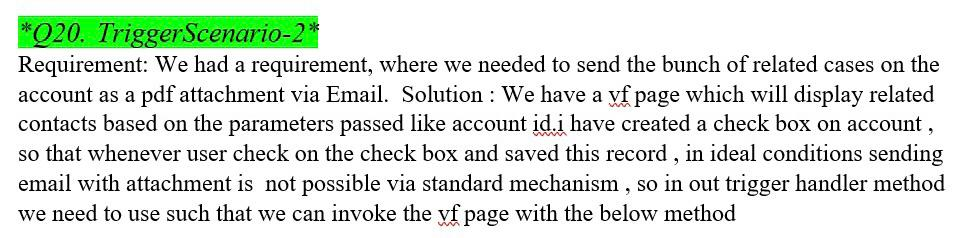 *Q20. TriggerScenario-2*
Requirement: We had a requirement, where we needed to send the bunch of related cases on the
account as a pdf attachment via Email.  Solution : We have a vf page which will display related
contacts based on the parameters passed like account id.i have created a check box on account ,
so that whenever user check on the check box and saved this record , in ideal conditions sending
email with attachment is  not possible via standard mechanism , so in out trigger handler method
we need to use such that we can invoke the vf page with the below method